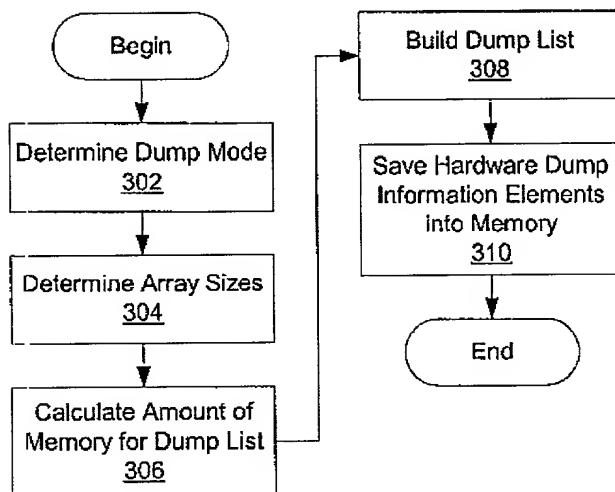 Begin
Determine Dump Mode
302
Determine Array Sizes
304
Calculate Amount of
Memory for Dump List
306
Build Dump List
308
Save Hardware Dump
Information Elements
into Memory
310
End